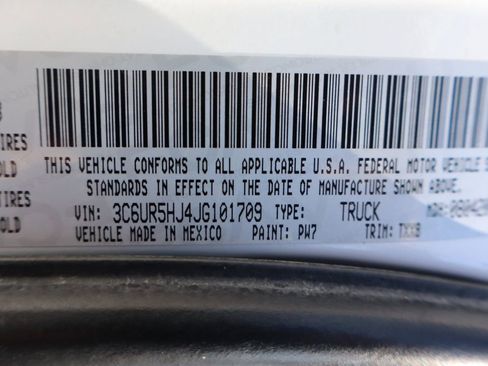 IRES
OLD
IRES
OLD
THIS VEHICLE CONFORMS TO ALL APPLICABLE U.S.A. FEDERAL MOTOR VEHICLE S
STANDARDS IN EFFECT ON THE DATE OF MANUFACTURE SHOWN ABOVE.
VIN: 3C6UR5HJ4JG101709 TYPE: TRUCK
VEHICLE MADE IN MEXICO PAINT: PW7 TRIM: